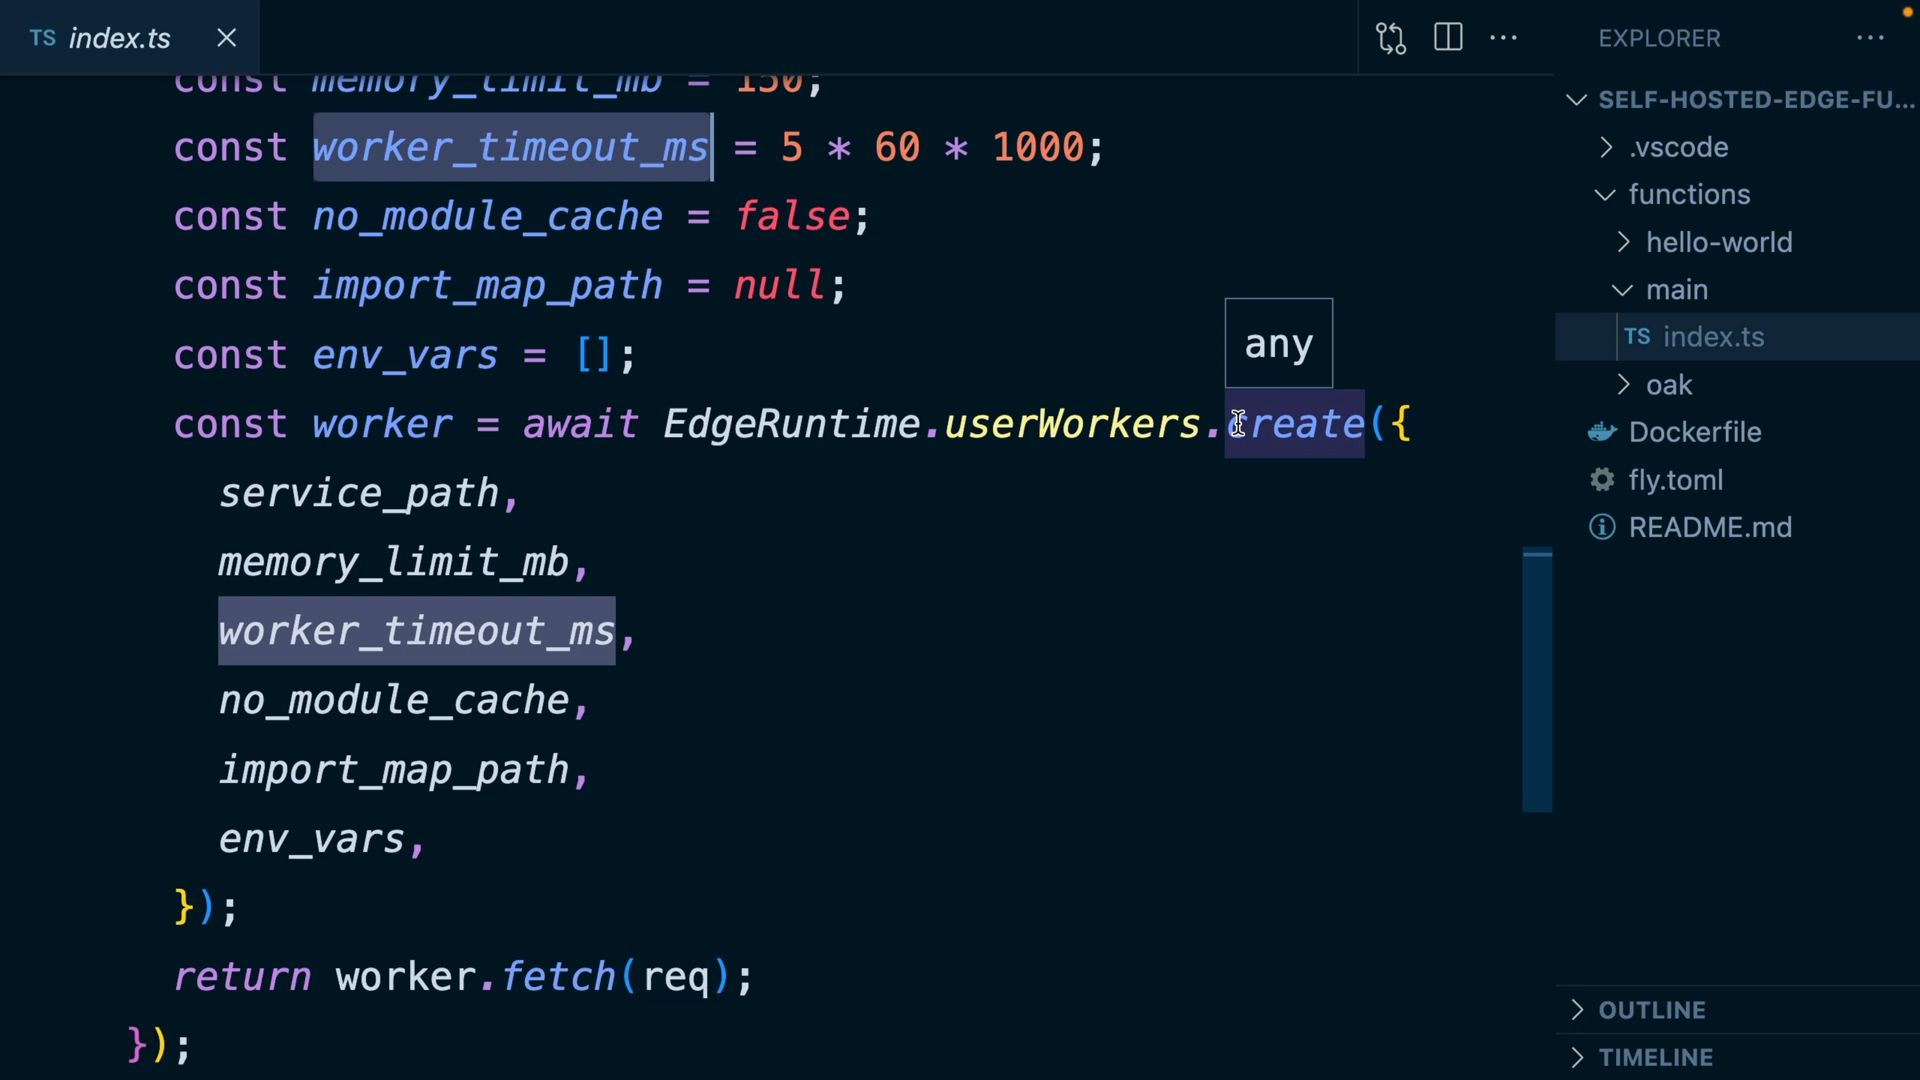 TS index.ts
const memory_limit_mb = 150;
const worker_timeout_ms = 5 * 60 * 1000;
const no_module_cache = false;
const import_map_path = null;
const env_vars = [];
any
const worker = await EdgeRuntime.userWorkers.create({
service_path,
memory_limit_mb,
worker_timeout_ms,
no_module_cache,
import_map_path,
env_vars,
});
return worker.fetch(req);
});
EXPLORER
SELF-HOSTED-EDGE-FU...
.vscode
functions
hello-world
main
TS index.ts
oak
Dockerfile
fly.toml
README.md
OUTLINE
TIMELINE